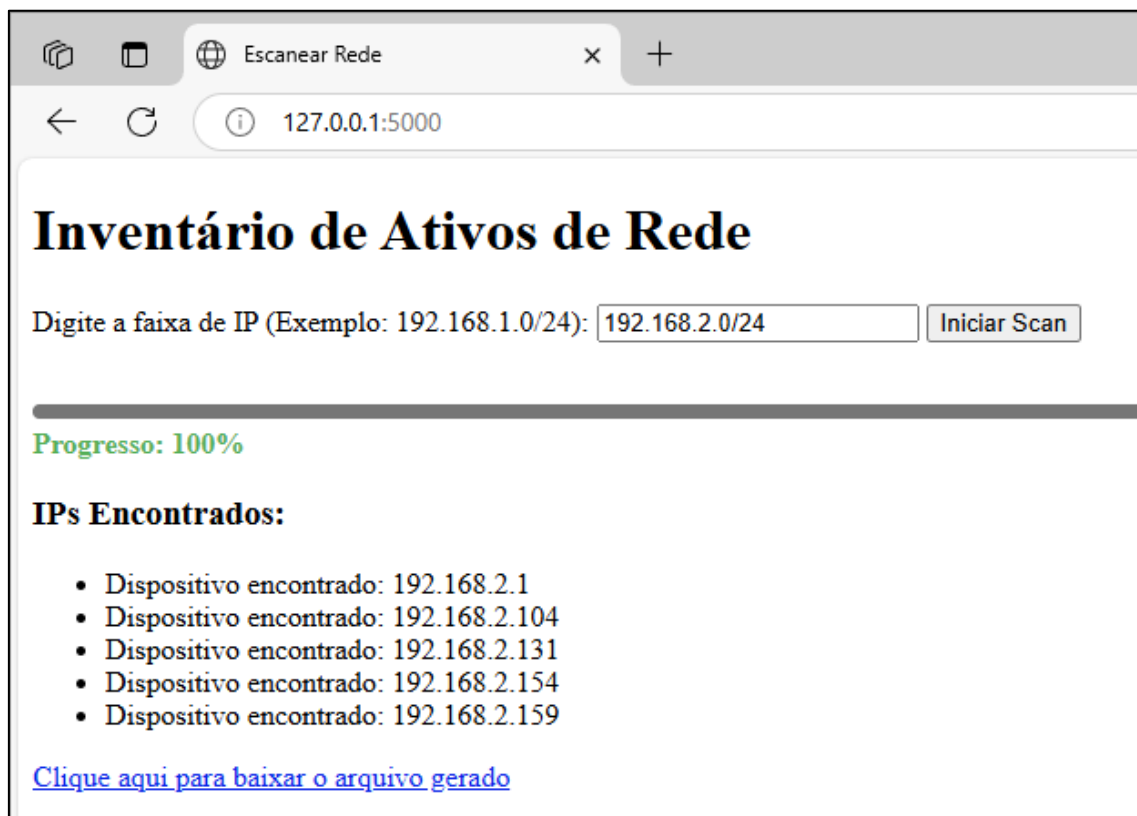 Escanear Rede
127.0.0.1:5000
Inventário de Ativos de Rede
Digite a faixa de IP (Exemplo: 192.168.1.0/24): 192.168.2.0/24 Iniciar Scan
Progresso: 100%
IPs Encontrados:
• Dispositivo encontrado: 192.168.2.1
• Dispositivo encontrado: 192.168.2.104
• Dispositivo encontrado: 192.168.2.131
• Dispositivo encontrado: 192.168.2.154
• Dispositivo encontrado: 192.168.2.159
Clique aqui para baixar o arquivo gerado